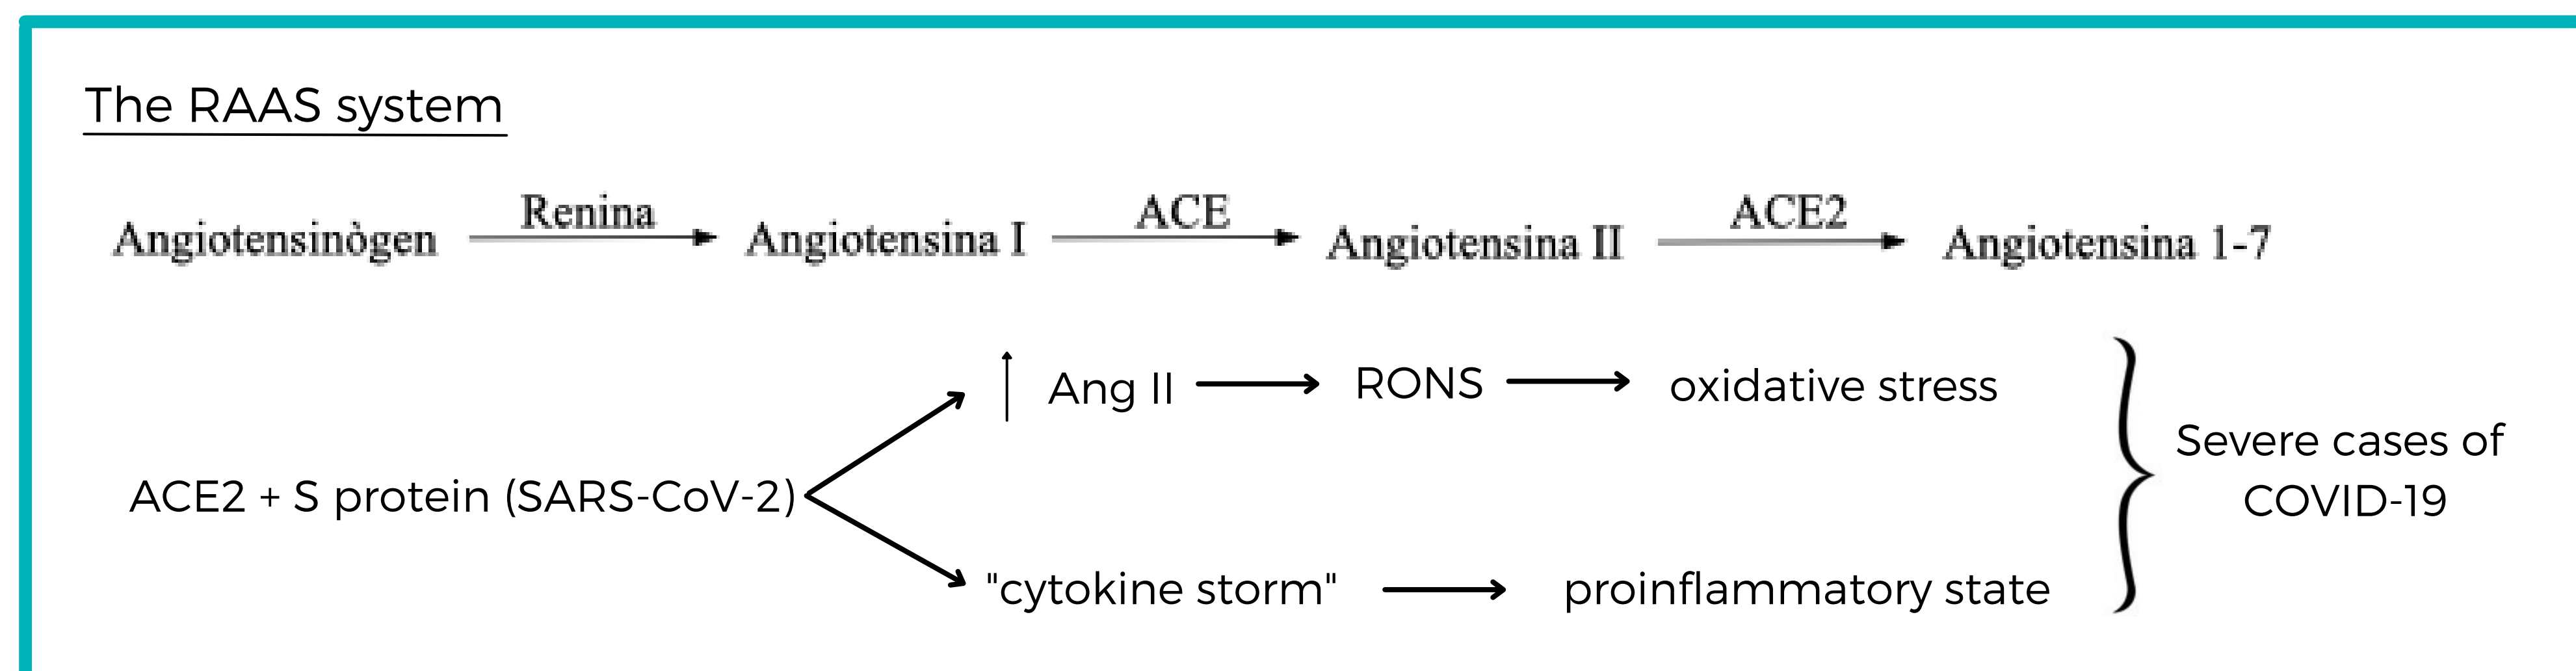 The RAAS system
Angiotensinògen Renina Angiotensina I ACE Angiotensina II ACE2 Angiotensina 1-7
Ang II RONS oxidative stress
ACE2 + S protein (SARS-CoV-2)
"cytokine storm" proinflammatory state
Severe cases of
COVID-19